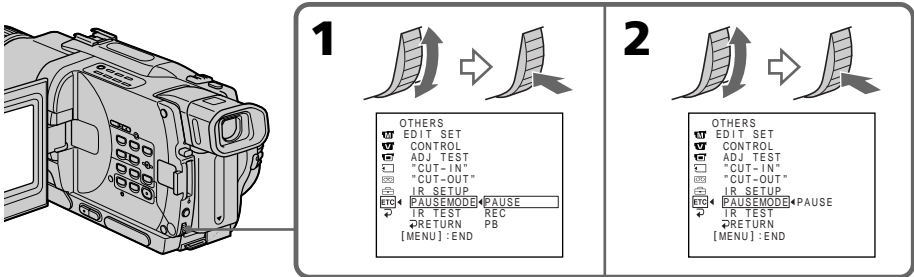 1
OTHERS
EDIT SET
CONTROL
ADJ TEST
"CUT-IN"
"CUT-OUT"
IR SETUP
ETC PAUSEMODE PAUSE
IR TEST REC
RETURN PB
[MENU]:END
2
OTHERS
EDIT SET
CONTROL
ADJ TEST
"CUT-IN"
"CUT-OUT"
IR SETUP
ETC PAUSEMODE PAUSE
IR TEST
RETURN
[MENU]:END